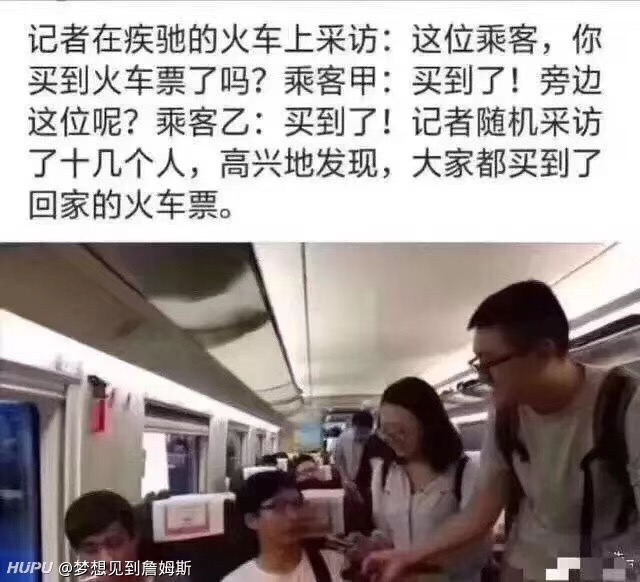 记者在疾驰的火车上采访：这位乘客，你
买到火车票了吗？乘客甲：买到了！旁边
这位呢？乘客乙：买到了！记者随机采访
了十几个人，高兴地发现，大家都买到了
回家的火车票。
HUPU @梦想见到詹姆斯